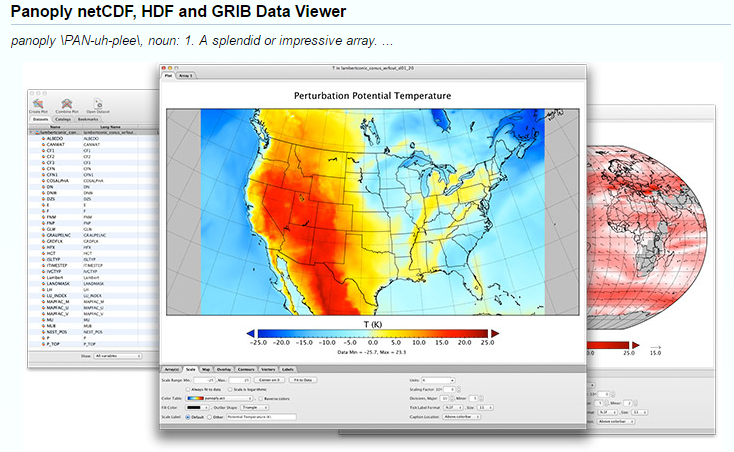 Panoply netCDF, HDF and GRIB Data Viewer
panoply \PAN-uh-plee\, noun: 1. A splendid or impressive array. ...
T in lambertconic_conus_wrfout_d01_20
Plot Array 1
Create Plot Combine Plot Open Dataset
Datasets Catalogs Bookmarks
Name Long Name
ALBEDO ALBEDO
CANWAT CANWAT
CF1 CF1
CF2 CF2
CF3 CF3
CFN CFN
CFN1 CFN1
COSALPHA COSALPHA
DN DN
DNW DNW
DZS DZS
E E
F F
FNM FNM
FNP FNP
GLW GLW
GRAUPELNC GRAUPELNC
GRDFLX GRDFLX
HFX HFX
HGT HGT
ISLTYP ISLTYP
ITIMESTEP ITIMESTEP
IVGTYP IVGTYP
Lambert Lambert
LANDMASK LANDMASK
LH LH
LU_INDEX LU_INDEX
MAPFAC_M MAPFAC_M
MAPFAC_U MAPFAC_U
MAPFAC_V MAPFAC_V
MU MU
MUB MUB
NEST_POS NEST_POS
P P
P_TOP P_TOP
Show: All variables
Perturbation Potential Temperature
T (K)
-25.0 -20.0 -15.0 -10.0 -5.0 0.0 5.0 10.0 15.0 20.0 25.0
Data Min = -25.7, Max = 23.3
Array(s) Scale Map Overlay Contours Vectors Labels
Scale Range: Min: -25 Max: 25 Center on 0 Fit to Data
Always fit to data Scale is logarithmic
Color Table: panoply.act Reverse colors
Fill Color: Outlier Shape: Triangle
Scale Label: Default Other: Potential Temperature (K)
Units: K
Scaling Factor: 10^ 0
Divisions, Major: 10 Minor:
Tick Label Format: %.1f Size: 11
Caption Location: Above colorbar
25.0 15.0
Above colorbar